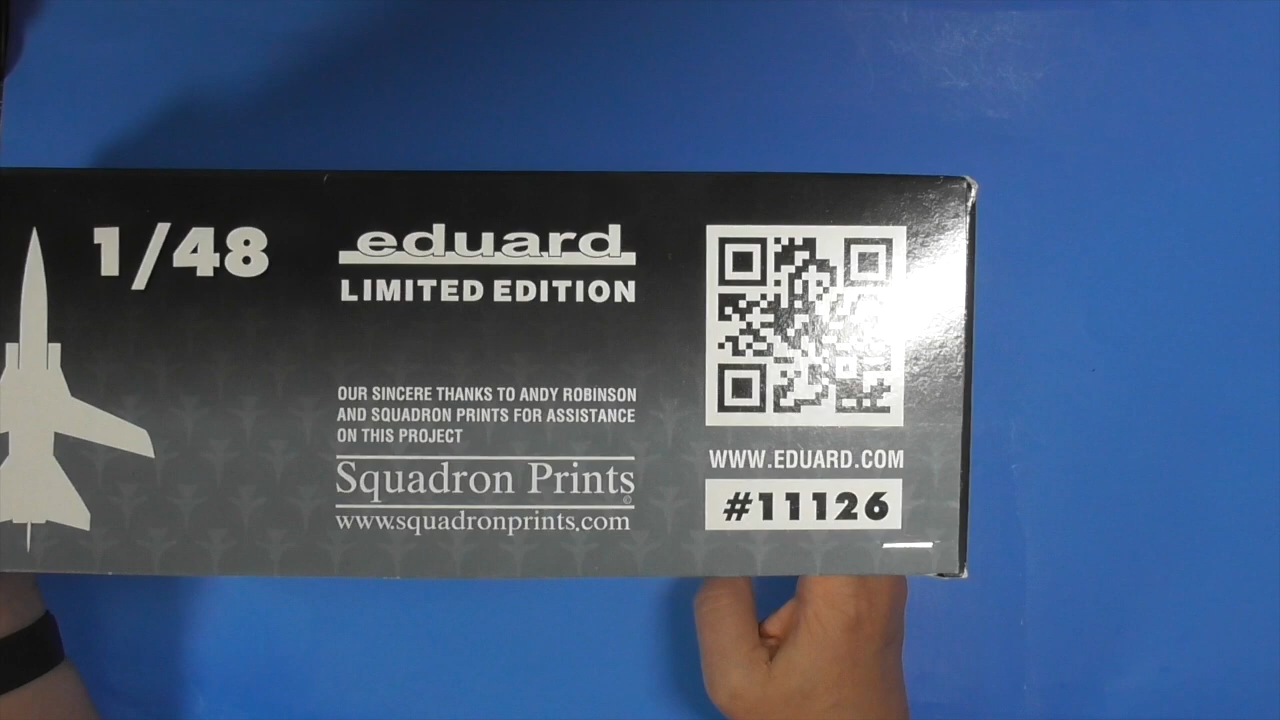 1/48
eduard
LIMITED EDITION
OUR SINCERE THANKS TO ANDY ROBINSON
AND SQUADRON PRINTS FOR ASSISTANCE
ON THIS PROJECT
Squadron Prints
©
www.squadronprints.com
WWW.EDUARD.COM
#11126